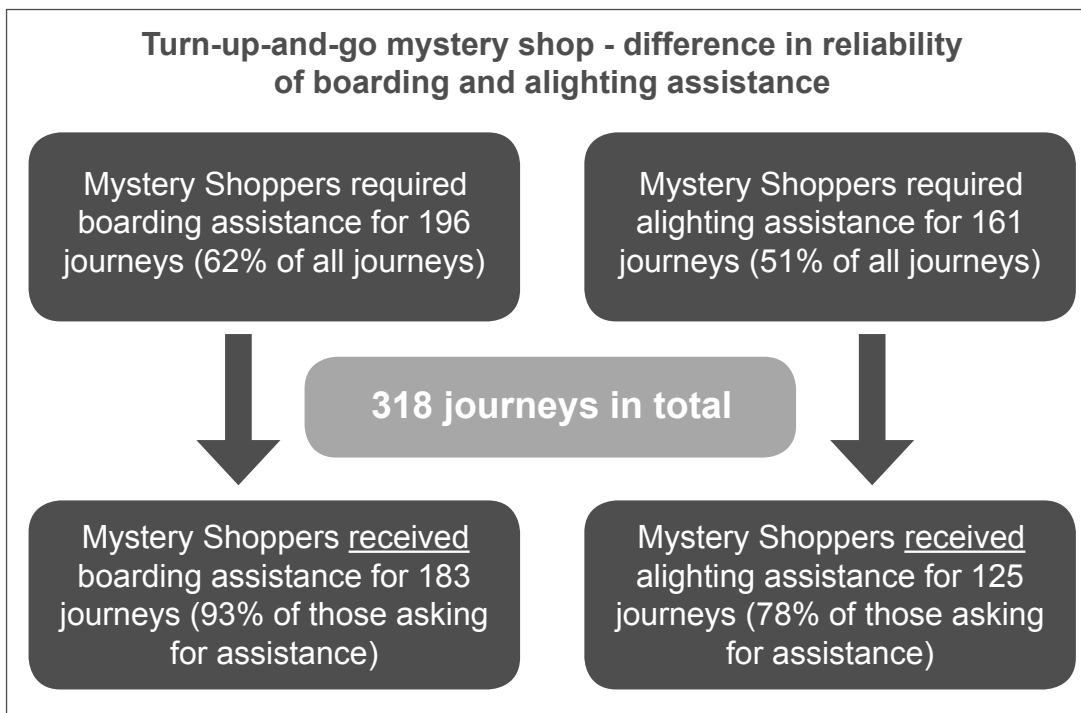 Turn-up-and-go mystery shop - difference in reliability
of boarding and alighting assistance
Mystery Shoppers required
boarding assistance for 196
journeys (62% of all journeys)
Mystery Shoppers required
alighting assistance for 161
journeys (51% of all journeys)
318 journeys in total
Mystery Shoppers received
boarding assistance for 183
journeys (93% of those asking
for assistance)
Mystery Shoppers received
alighting assistance for 125
journeys (78% of those asking
for assistance)